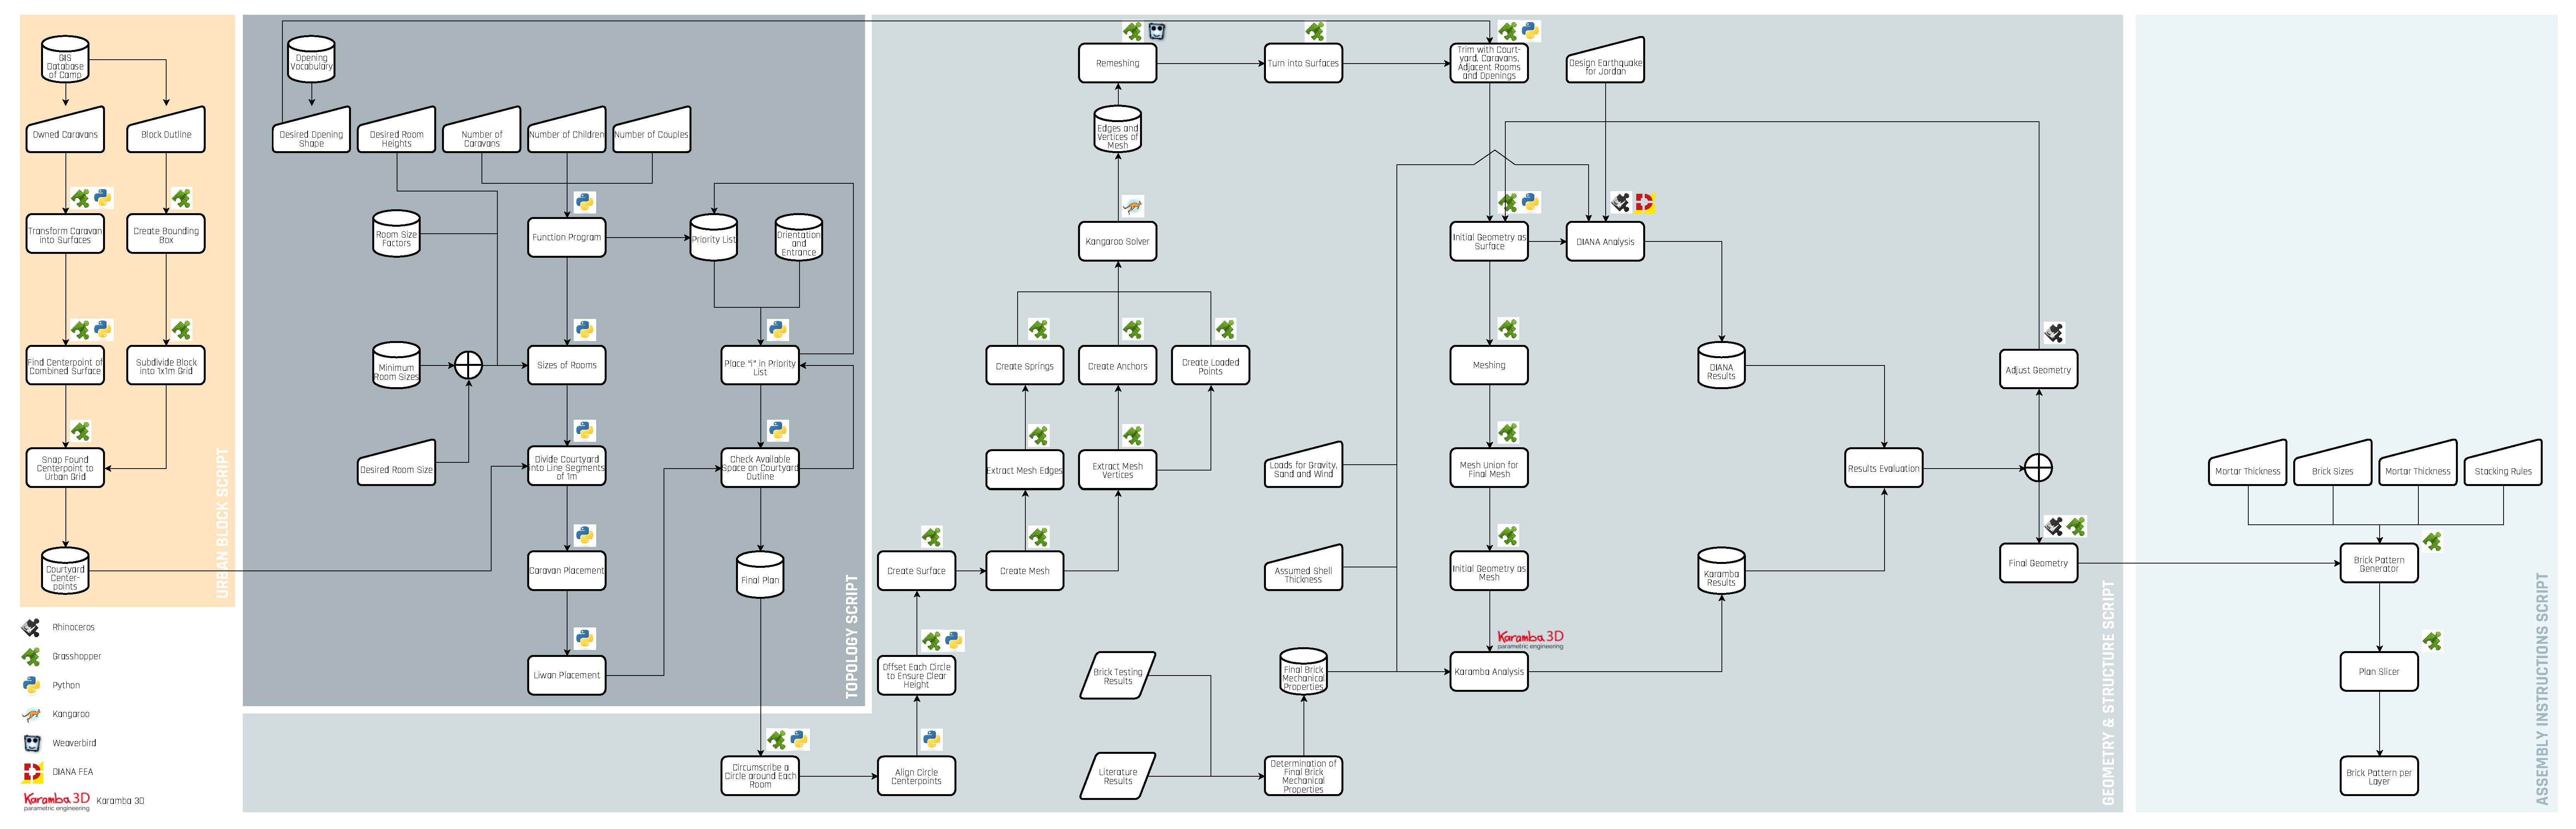 GIS
Database
of Camp
Owned Caravans
Block Outline
Transform Caravan
into Surfaces
Create Bounding
Box
Find Centerpoint of
Combined Surface
Subdivide Block
into 1x1m Grid
Snap Found
Centerpoint to
Urban Grid
Courtyard
Center-
points
URBAN BLOCK SCRIPT
Rhinoceros
Grasshopper
Python
Kangaroo
Weaverbird
DIANA FEA
Karamba 3D
parametric engineering
Karamba 3D
Opening
Vocabulary
Desired Opening
Shape
Desired Room
Heights
Number of
Caravans
Number of Children
Number of Couples
Room Size
Factors
Function Program
Priority List
Orientation
and
Entrance
Minimum
Room Sizes
Sizes of Rooms
Place "i" in Priority
List
Desired Room Size
Divide Courtyard
into Line Segments
of 1m
Check Available
Space on Courtyard
Outline
Caravan Placement
Final Plan
Liwan Placement
TOPOLOGY SCRIPT
Circumscribe a
Circle around Each
Room
Align Circle
Centerpoints
Offset Each Circle
to Ensure Clear
Height
Create Surface
Create Mesh
Extract Mesh Edges
Extract Mesh
Vertices
Create Springs
Create Anchors
Create Loaded
Points
Kangaroo Solver
Edges and
Vertices of
Mesh
Remeshing
Turn into Surfaces
Trim with Court-
yard, Caravans,
Adjacent Rooms
and Openings
Design Earthquake
for Jordan
Initial Geometry as
Surface
DIANA Analysis
Meshing
DIANA
Results
Adjust Geometry
Loads for Gravity,
Sand and Wind
Mesh Union for
Final Mesh
Results Evaluation
Assumed Shell
Thickness
Initial Geometry as
Mesh
Karamba
Results
Final Geometry
Karamba 3D
parametric engineering
Brick Testing
Results
Final Brick
Mechanical
Properties
Karamba Analysis
Literature
Results
Determination of
Final Brick
Mechanical
Properties
GEOMETRY & STRUCTURE SCRIPT
Mortar Thickness
Brick Sizes
Mortar Thickness
Stacking Rules
Brick Pattern
Generator
Plan Slicer
Brick Pattern per
Layer
ASSEMBLY INSTRUCTIONS SCRIPT